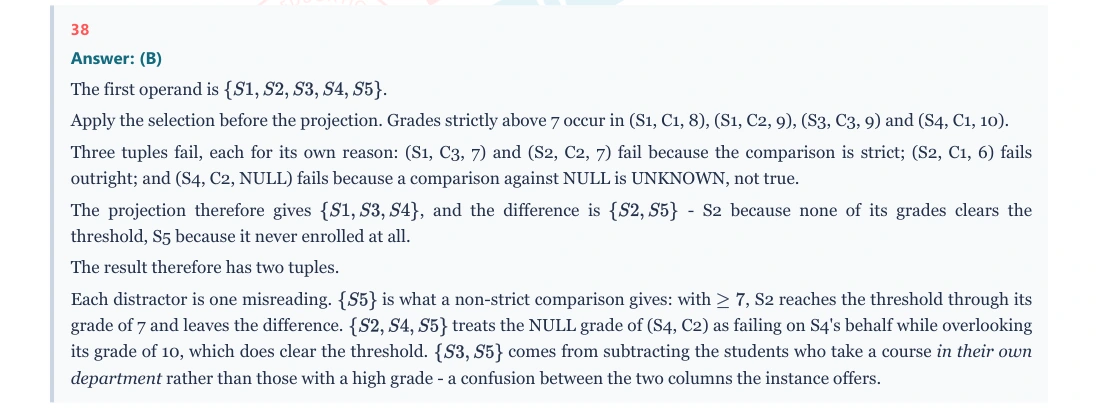 38
Answer: (B)
The first operand is {S1, S2, S3, S4, S5}.
Apply the selection before the projection. Grades strictly above 7 occur in (S1, C1, 8), (S1, C2, 9), (S3, C3, 9) and (S4, C1, 10).
Three tuples fail, each for its own reason: (S1, C3, 7) and (S2, C2, 7) fail because the comparison is strict; (S2, C1, 6) fails
outright; and (S4, C2, NULL) fails because a comparison against NULL is UNKNOWN, not true.
The projection therefore gives {S1, S3, S4}, and the difference is {S2, S5} - S2 because none of its grades clears the
threshold, S5 because it never enrolled at all.
The result therefore has two tuples.
Each distractor is one misreading. {S5} is what a non-strict comparison gives: with ≥ 7, S2 reaches the threshold through its
grade of 7 and leaves the difference. {S2, S4, S5} treats the NULL grade of (S4, C2) as failing on S4's behalf while overlooking
its grade of 10, which does clear the threshold. {S3, S5} comes from subtracting the students who take a course in their own
department rather than those with a high grade - a confusion between the two columns the instance offers.